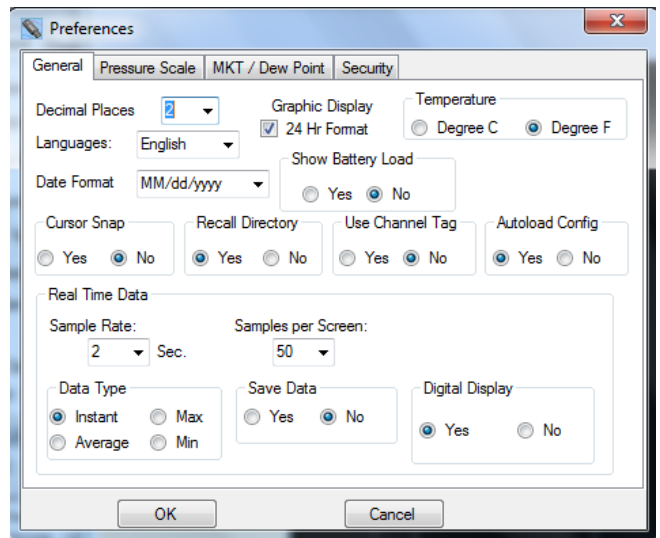 Preferences
General Pressure Scale MKT / Dew Point Security
Decimal Places 2
Graphic Display
24 Hr Format
Temperature
Degree C Degree F
Languages: English
Show Battery Load
Yes No
Date Format MM/dd/yyyy
Cursor Snap Recall Directory Use Channel Tag Autoload Config
Yes No Yes No Yes No Yes No
Real Time Data
Sample Rate: Samples per Screen:
2 Sec. 50
Data Type Save Data Digital Display
Instant Max Yes No Yes No
Average Min
OK Cancel